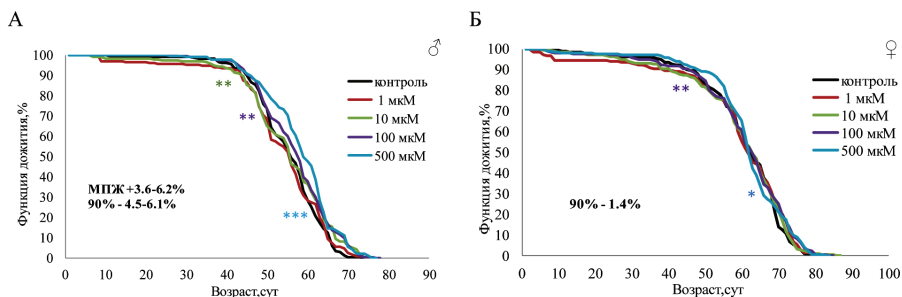 А
♂
100
90
80
70
60
50
40
30
20
10
0
Функция дожития,%
контроль
1 мкМ
10 мкМ
100 мкМ
500 мкМ
**
**
***
МПЖ +3.6-6.2%
90% - 4.5-6.1%
0 10 20 30 40 50 60 70 80 90
Возраст,сут
Б
♀
100
90
80
70
60
50
40
30
20
10
0
Функция дожития,%
контроль
1 мкМ
10 мкМ
100 мкМ
500 мкМ
**
*
90% - 1.4%
0 10 20 30 40 50 60 70 80 90 100
Возраст,сут